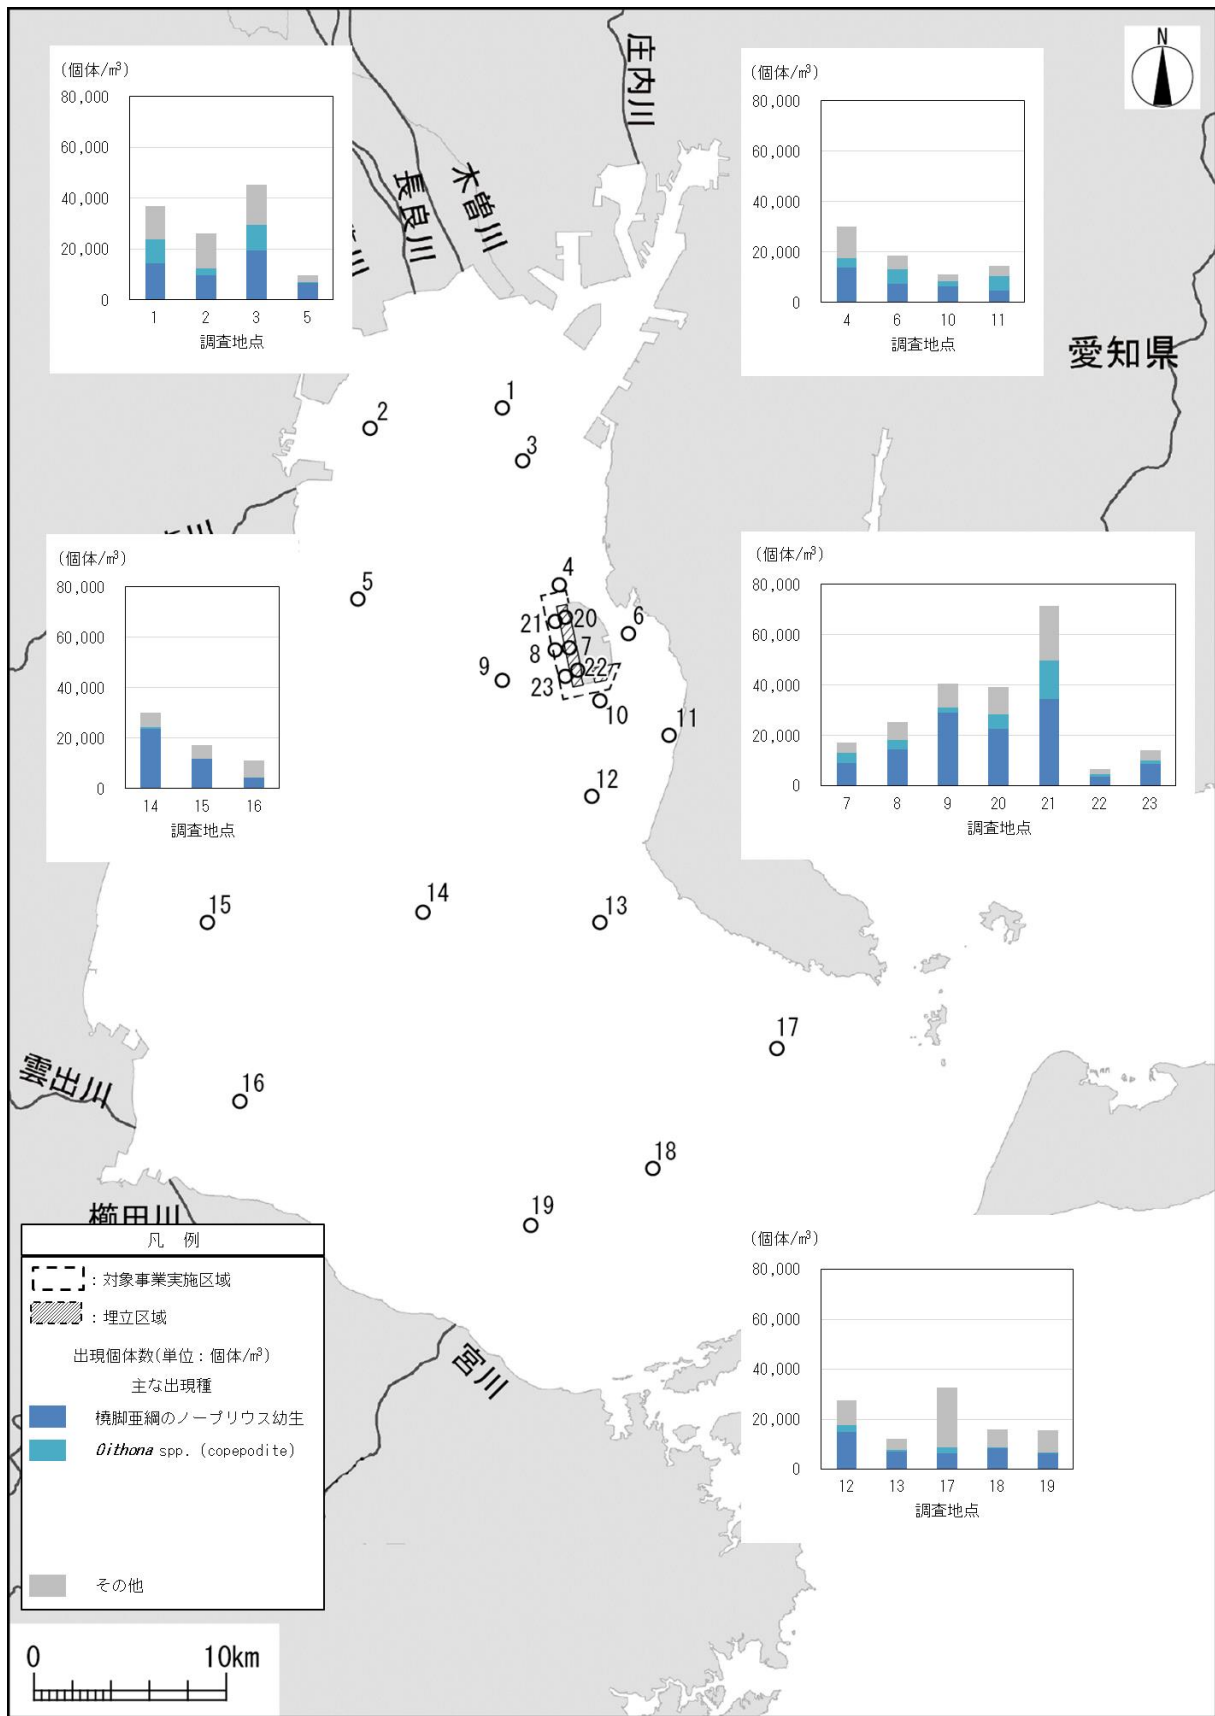 (個体/m³)
80,000
60,000
40,000
20,000
0
1 2 3 5
調査地点
(個体/m³)
80,000
60,000
40,000
20,000
0
4 6 10 11
調査地点
N
庄内川
木曽川
長良川
愛知県
1
2
3
4
5
6
20
21
7
8
22
9
23
10
11
12
(個体/m³)
80,000
60,000
40,000
20,000
0
14 15 16
調査地点
(個体/m³)
80,000
60,000
40,000
20,000
0
7 8 9 20 21 22 23
調査地点
14
15
13
17
16
18
19
雲出川
櫛田川
宮川
凡 例
:対象事業実施区域
:埋立区域
出現個体数(単位:個体/m³)
主な出現種
橈脚亜綱のノープリウス幼生
Oithona spp. (copepodite)
その他
(個体/m³)
80,000
60,000
40,000
20,000
0
12 13 17 18 19
調査地点
0 10km